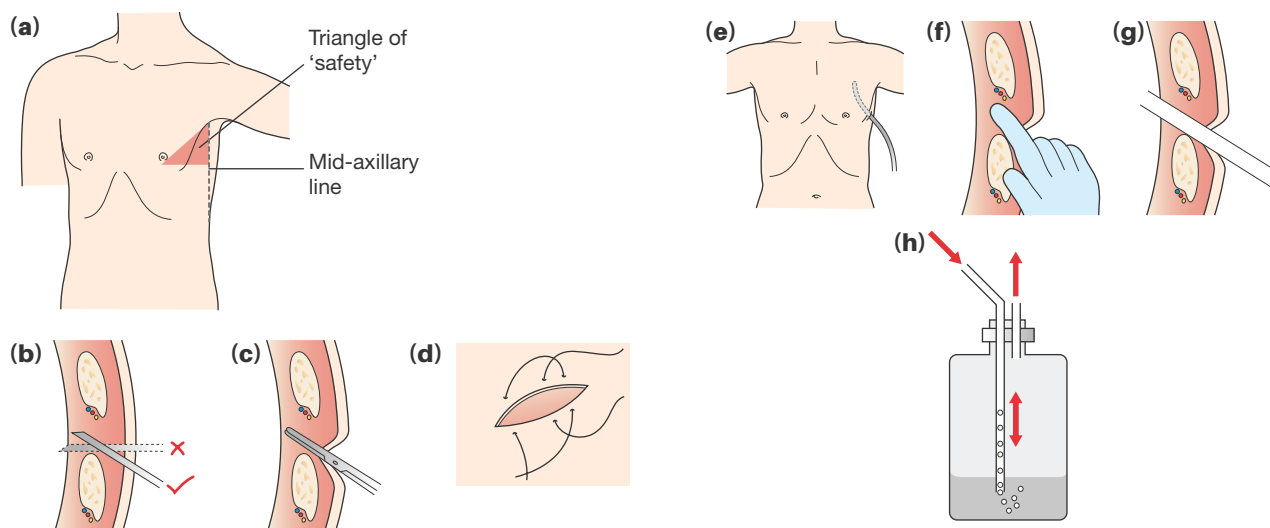 (a)
Triangle of
‘safety’
Mid-axillary
line
(b)
(c)
(d)
(e)
(f)
(g)
(h)